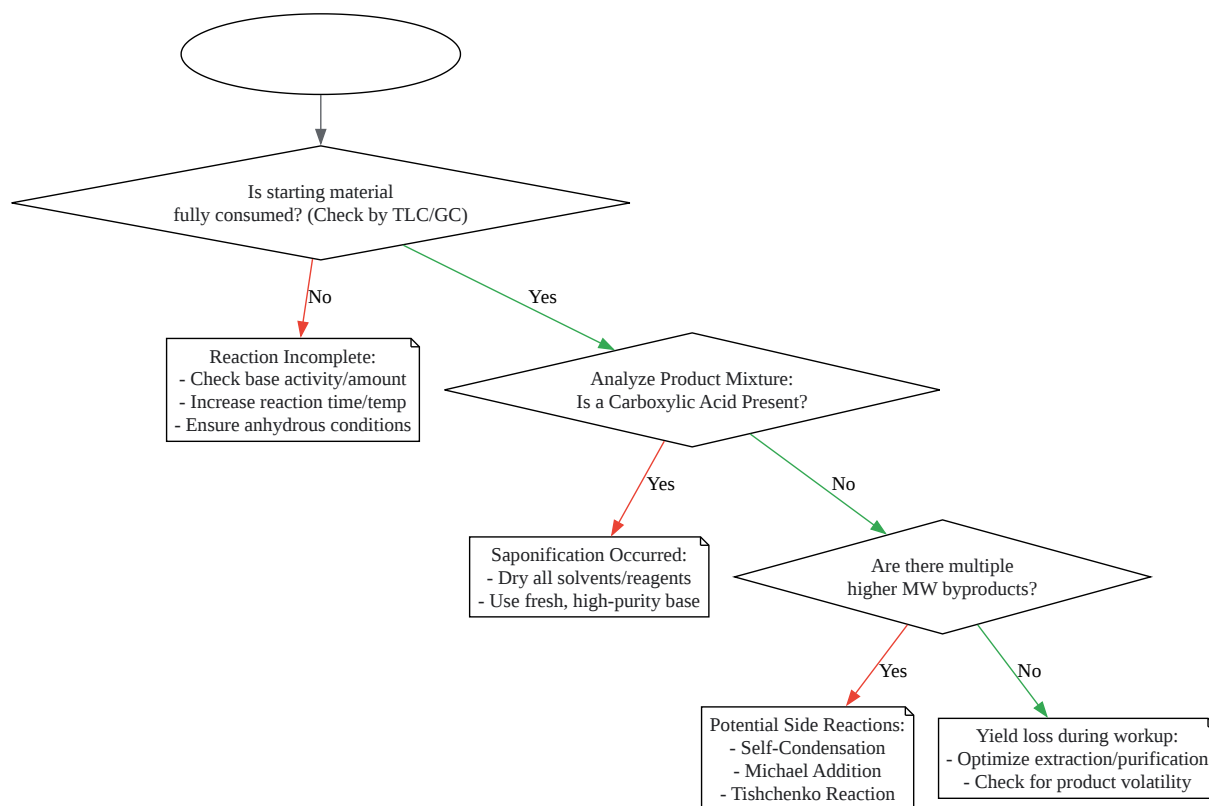 Is starting material
fully consumed? (Check by TLC/GC)
No
Yes
Reaction Incomplete:
- Check base activity/amount
- Increase reaction time/temp
- Ensure anhydrous conditions
Analyze Product Mixture:
Is a Carboxylic Acid Present?
Yes
No
Saponification Occurred:
- Dry all solvents/reagents
- Use fresh, high-purity base
Are there multiple
higher MW byproducts?
Yes
No
Potential Side Reactions:
- Self-Condensation
- Michael Addition
- Tishchenko Reaction
Yield loss during workup:
- Optimize extraction/purification
- Check for product volatility